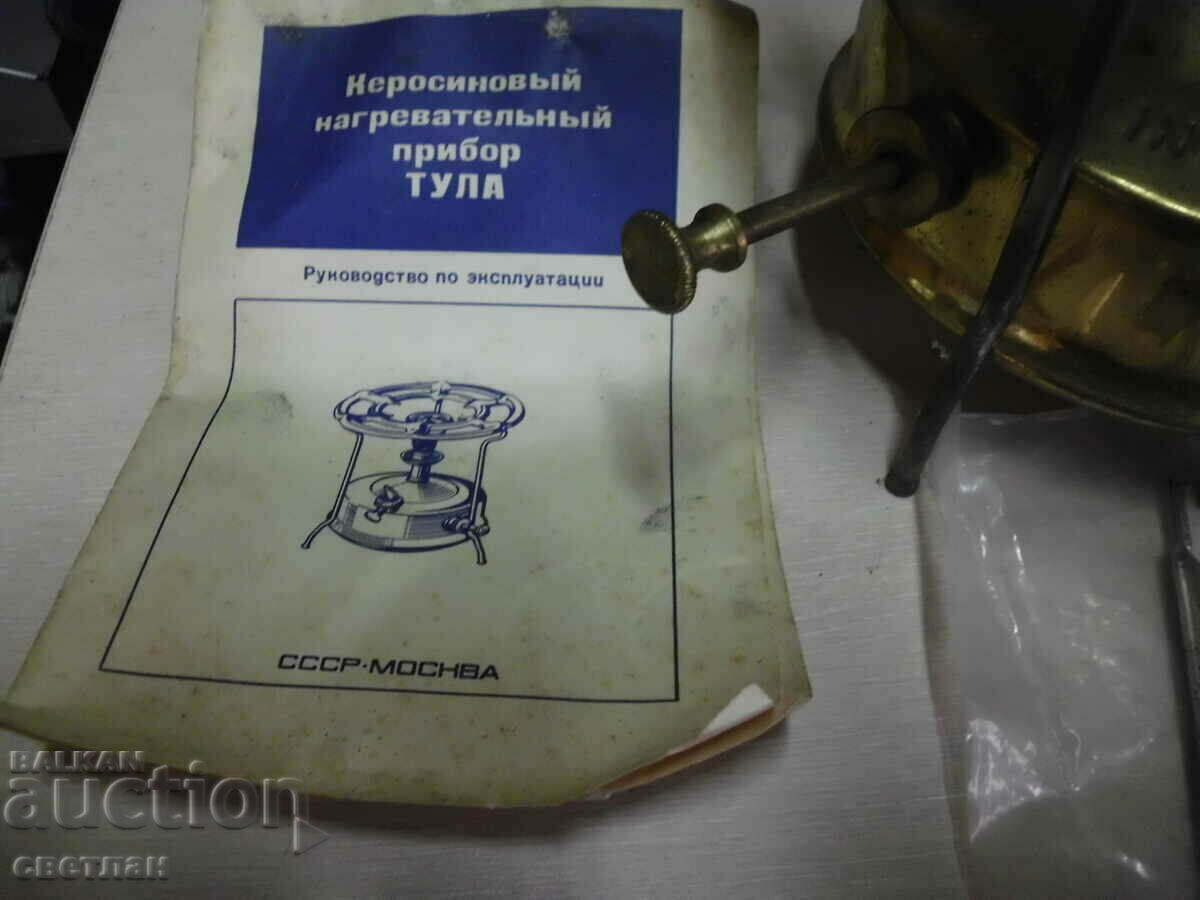 Керосиновый
нагревательный
прибор
ТУЛА
Руководство по эксплуатации
СССР·МОСКВА
BALKAN
auction
светлан